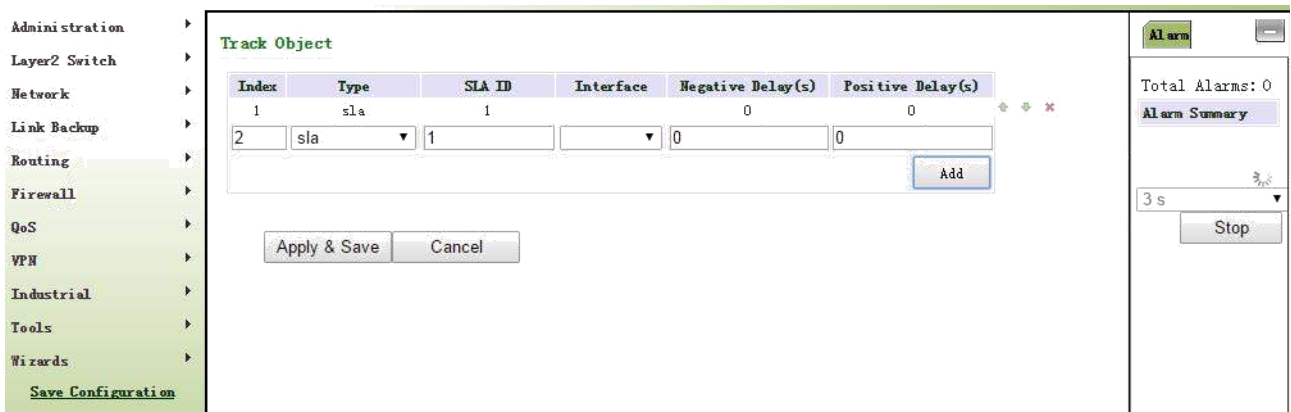 Administration
Layer2 Switch
Network
Link Backup
Routing
Firewall
QoS
VPN
Industrial
Tools
Wizards
Save Configuration
Track Object
Index Type SLA ID Interface Negative Delay(s) Positive Delay(s)
1 sla 1 0 0
2 sla 1 0 0
Add
Apply & Save Cancel
Alarm
Total Alarms: 0
Alarm Summary
3 s
Stop